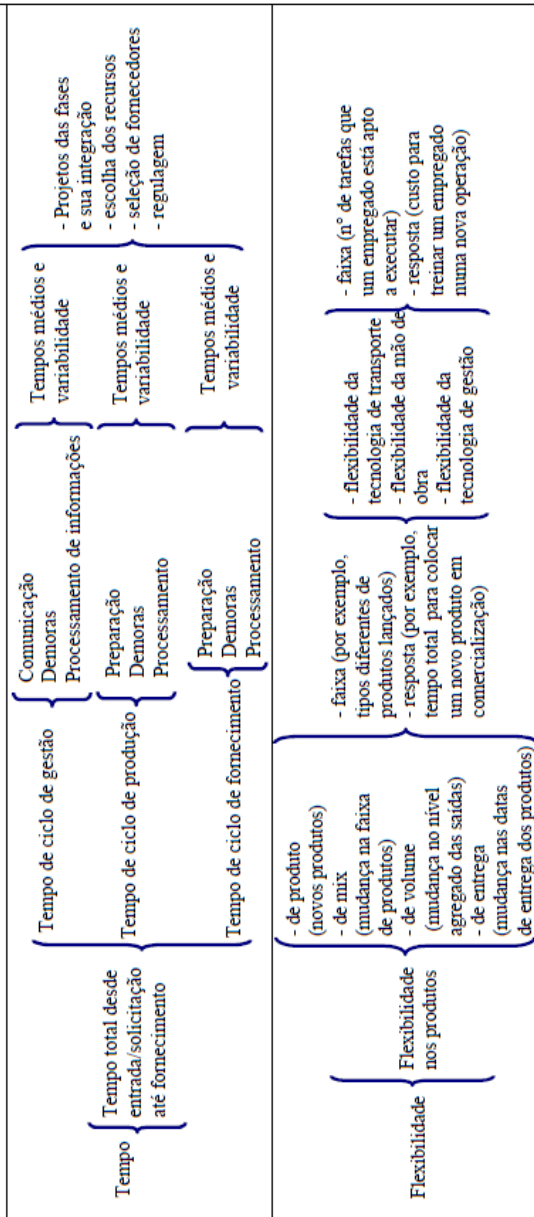 Tempo
Tempo total desde
entrada/solicitação
até fornecimento
Tempo de ciclo de gestão
Tempo de ciclo de produção
Tempo de ciclo de fornecimento
Comunicação
Demoras
Processamento de informações
Preparação
Demoras
Processamento
Preparação
Demoras
Processamento
Tempos médios e
variabilidade
Tempos médios e
variabilidade
Tempos médios e
variabilidade
- Projetos das fases
e sua integração
- escolha dos recursos
- seleção de fornecedores
- regulagem
Flexibilidade
Flexibilidade
nos produtos
- de produto
(novos produtos)
- de mix
(mudança na faixa
de produtos)
- de volume
(mudança no nível
agregado das saídas)
- de entrega
(mudança nas datas
de entrega dos produtos)
- faixa (por exemplo,
tipos diferentes de
produtos lançados)
- resposta (por exemplo,
tempo total para colocar
um novo produto em
comercialização)
- flexibilidade da
tecnologia de transporte
- flexibilidade da mão de
obra
- flexibilidade da
tecnologia de gestão
- faixa (n° de tarefas que
um empregado está apto
a executar)
- resposta (custo para
treinar um empregado
numa nova operação)